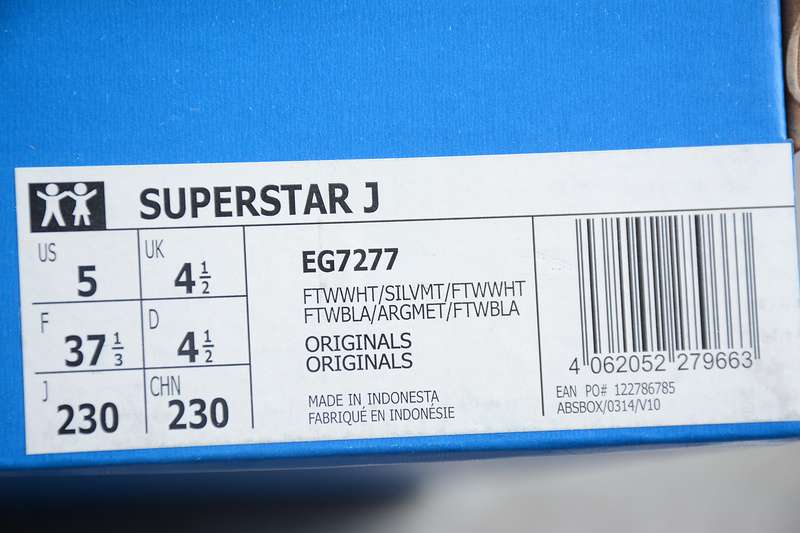 SUPERSTAR J
US 5
UK 4 1/2
F 37 1/3
D 4 1/2
J 230
CHN 230
EG7277
FTWWHT/SILVMT/FTWWHT
FTWBLA/ARGMET/FTWBLA
ORIGINALS
ORIGINALS
MADE IN INDONESTA
FABRIQUÉ EN INDONÉSIE
4 062052 279663
EAN PO# 122786785
ABSBOX/0314/V10